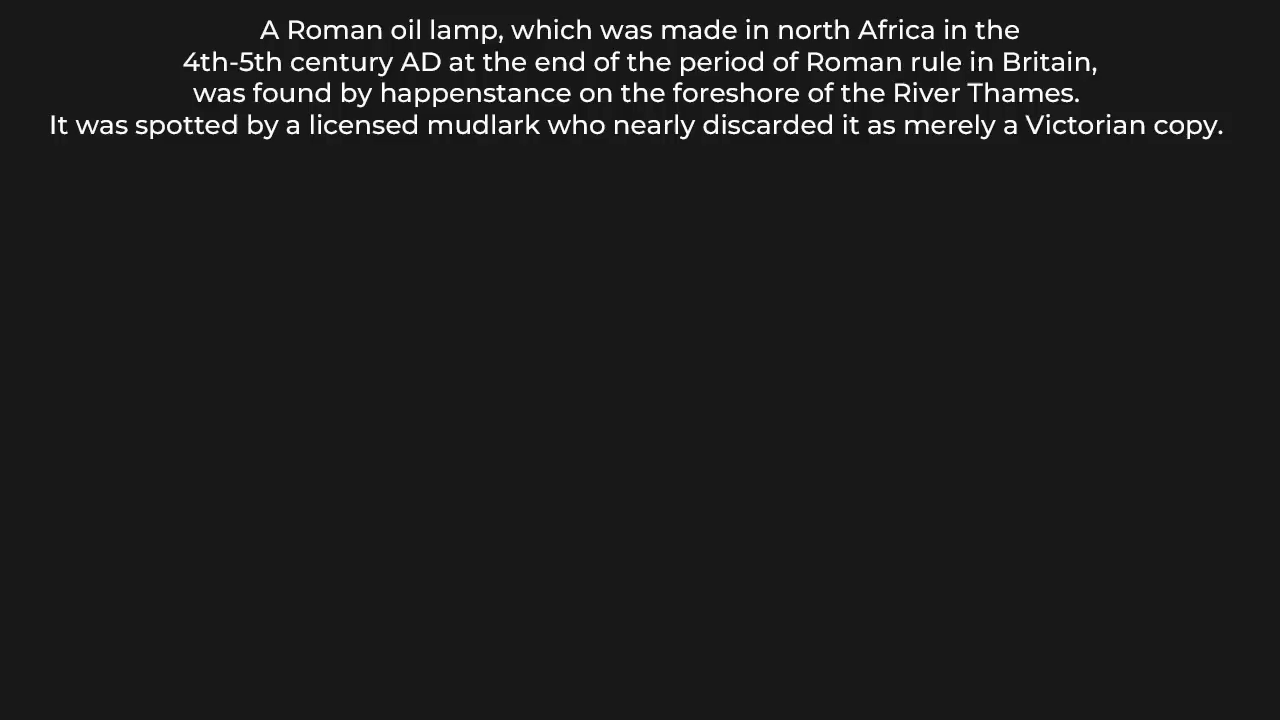 A Roman oil lamp, which was made in north Africa in the
4th-5th century AD at the end of the period of Roman rule in Britain,
was found by happenstance on the foreshore of the River Thames.
It was spotted by a licensed mudlark who nearly discarded it as merely a Victorian copy.